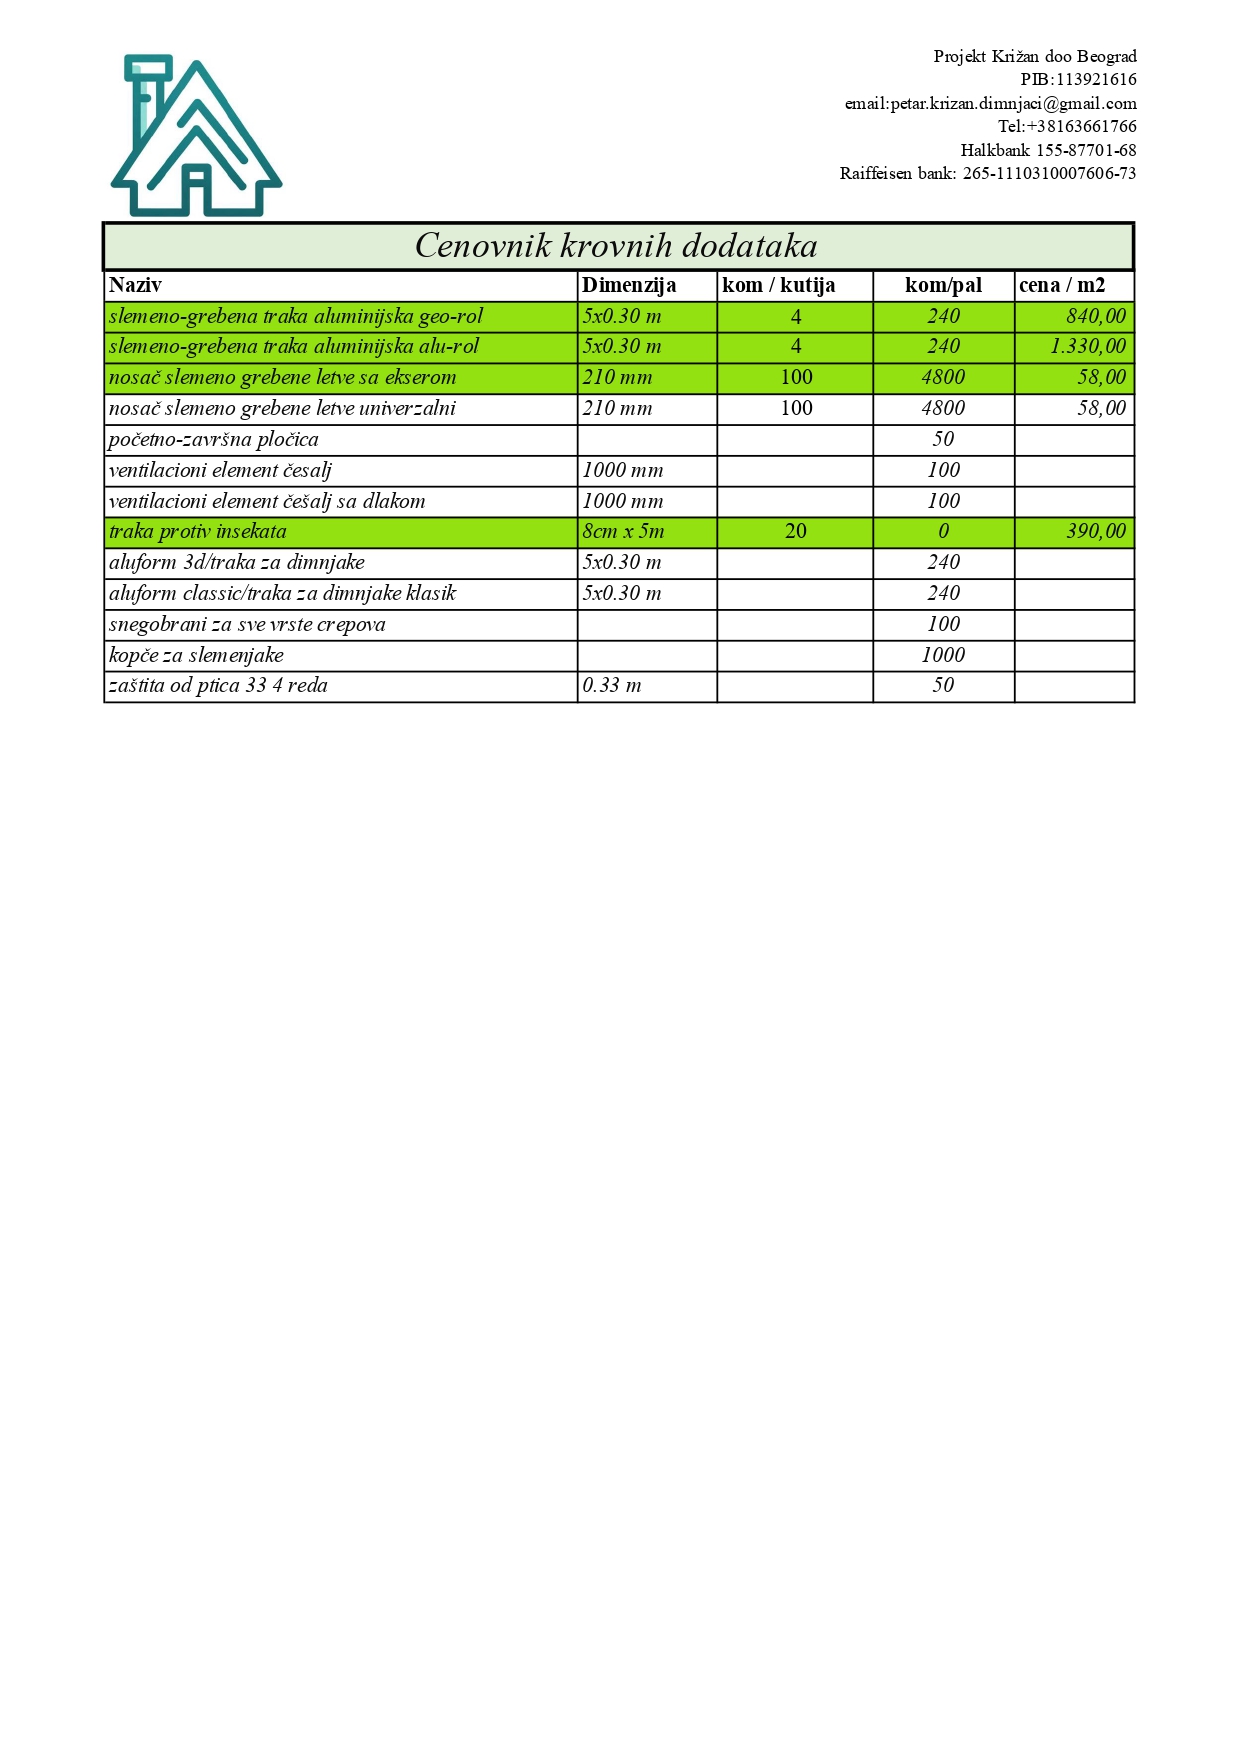 Projekt Križan doo Beograd
PIB:113921616
email:petar.krizan.dimnjaci@gmail.com
Tel:+38163661766
Halkbank 155-87701-68
Raiffeisen bank: 265-1110310007606-73
Cenovnik krovnih dodataka
Naziv Dimenzija kom / kutija kom/pal cena / m2
slemeno-grebena traka aluminijska geo-rol 5x0.30 m 4 240 840,00
slemeno-grebena traka aluminijska alu-rol 5x0.30 m 4 240 1.330,00
nosač slemeno grebene letve sa ekserom 210 mm 100 4800 58,00
nosač slemeno grebene letve univerzalni 210 mm 100 4800 58,00
početno-završna pločica 50
ventilacioni element česalj 1000 mm 100
ventilacioni element češalj sa dlakom 1000 mm 100
traka protiv insekata 8cm x 5m 20 0 390,00
aluform 3d/traka za dimnjake 5x0.30 m 240
aluform classic/traka za dimnjake klasik 5x0.30 m 240
snegobrani za sve vrste crepova 100
kopče za slemenjake 1000
zaštita od ptica 33 4 reda 0.33 m 50